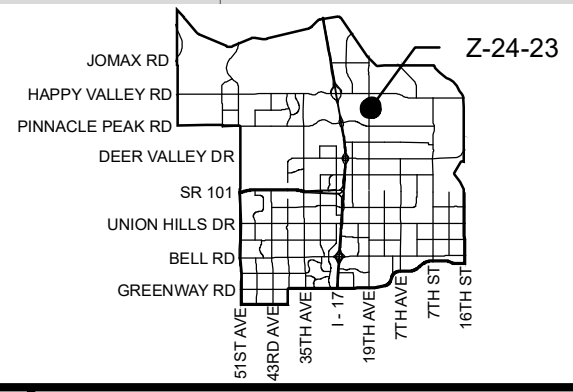 Z-24-23
JOMAX RD
HAPPY VALLEY RD
PINNACLE PEAK RD
DEER VALLEY DR
SR 101
UNION HILLS DR
BELL RD
GREENWAY RD
51ST AVE
43RD AVE
35TH AVE
I - 17
19TH AVE
7TH AVE
7TH ST
16TH ST